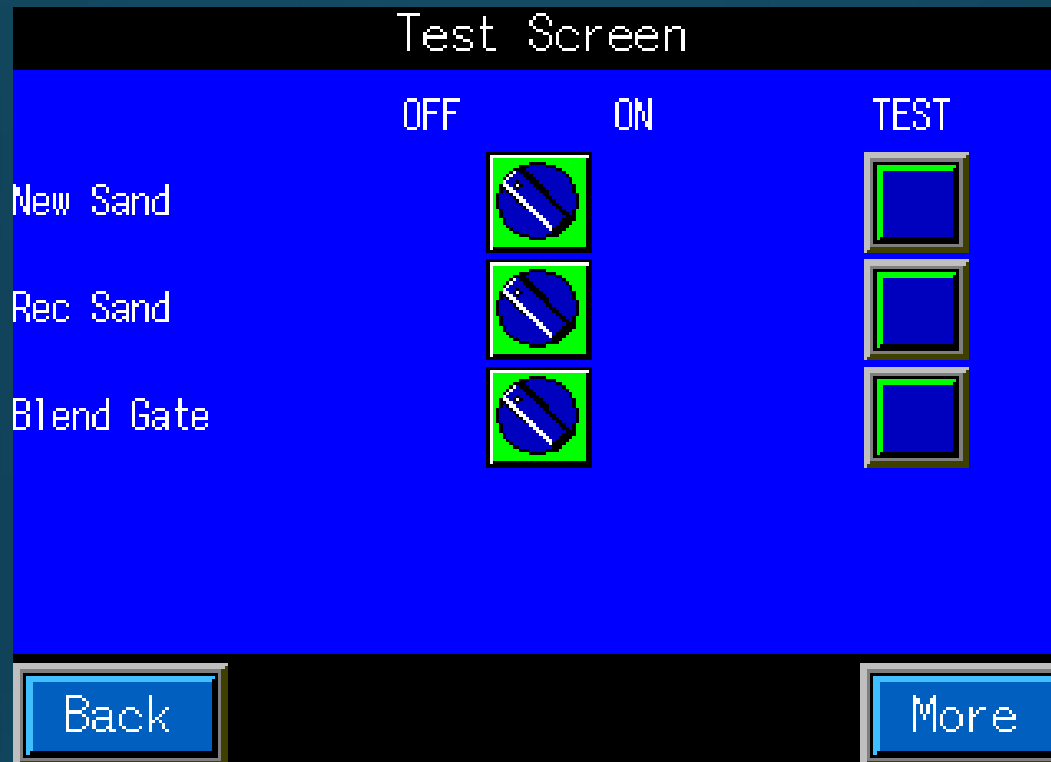 Test Screen
OFF ON TEST
New Sand
Rec Sand
Blend Gate
Back More